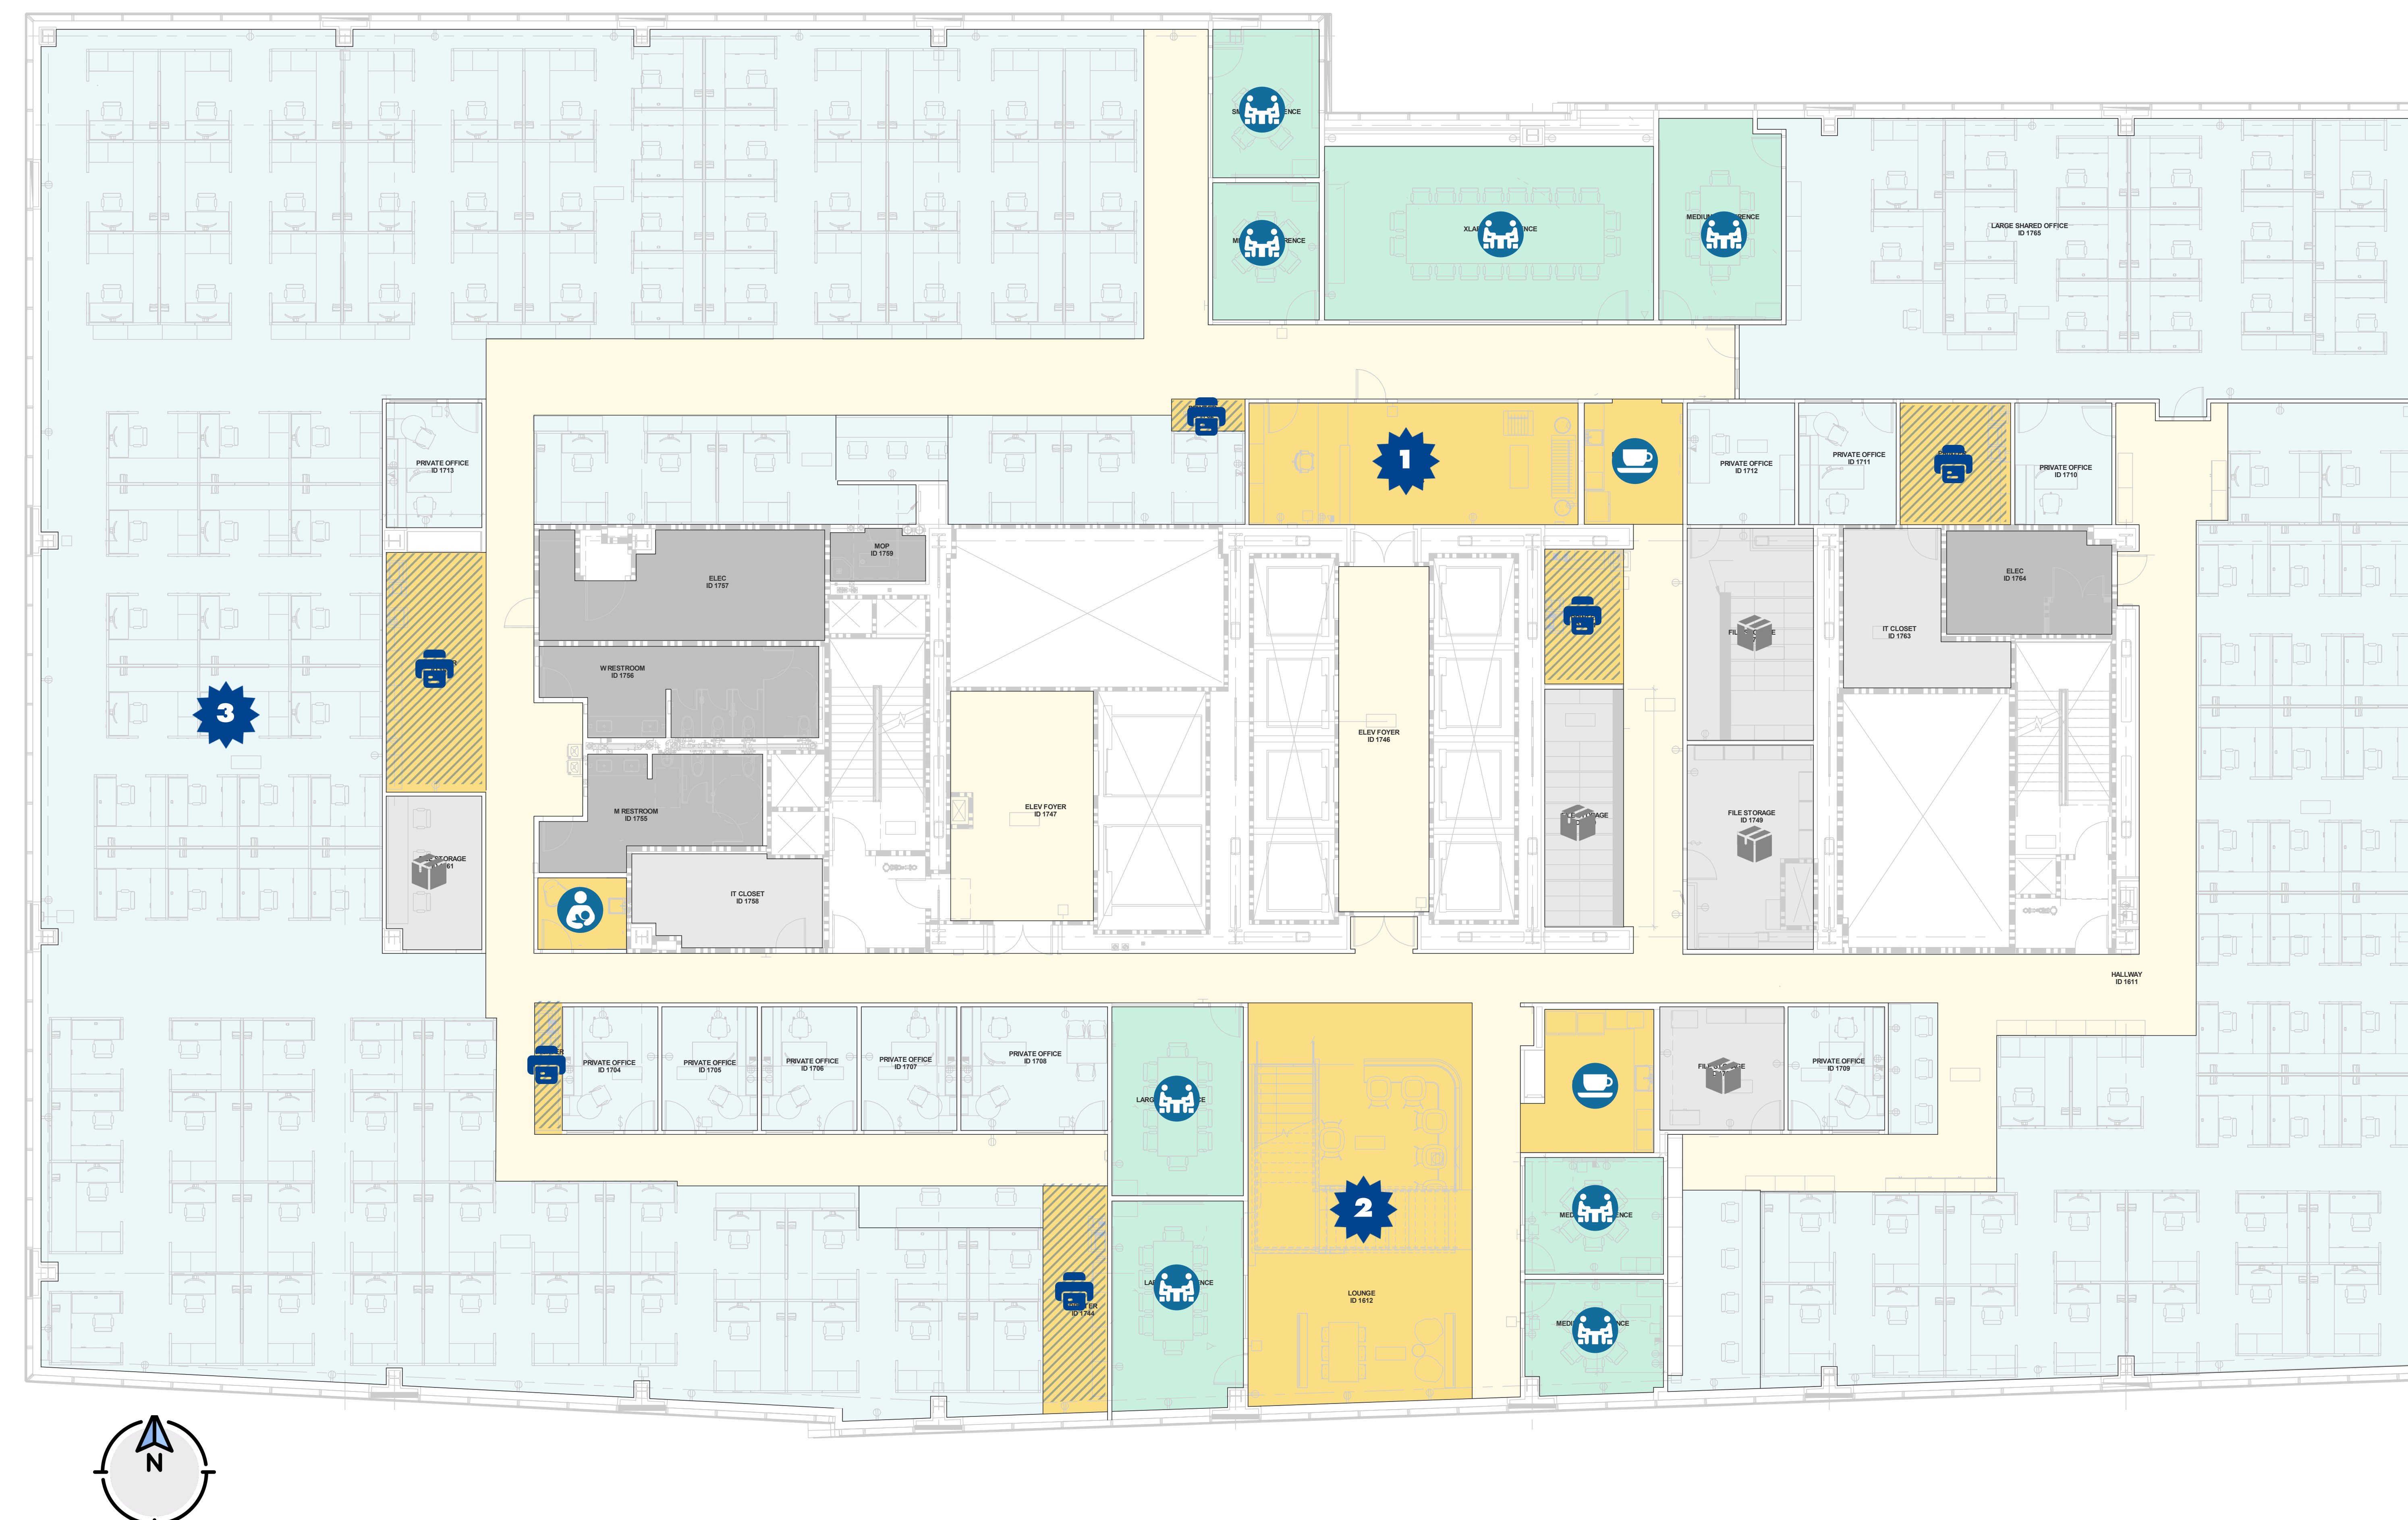 LARGE SHARED OFFICE
ID 1765
1
PRIVATE OFFICE
ID 1713
PRIVATE OFFICE
ID 1712
PRIVATE OFFICE
ID 1711
PRIVATE OFFICE
ID 1710
MOP
ID 1759
ELEC
ID 1757
ELEC
ID 1764
IT CLOSET
ID 1763
W RESTROOM
ID 1756
3
ELEV FOYER
ID 1746
ELEV FOYER
ID 1747
M RESTROOM
ID 1755
FILE STORAGE
ID 1749
IT CLOSET
ID 1758
HALLWAY
ID 1611
PRIVATE OFFICE
ID 1704
PRIVATE OFFICE
ID 1705
PRIVATE OFFICE
ID 1706
PRIVATE OFFICE
ID 1707
PRIVATE OFFICE
ID 1708
PRIVATE OFFICE
ID 1709
2
LOUNGE
ID 1612
ID 1744
N